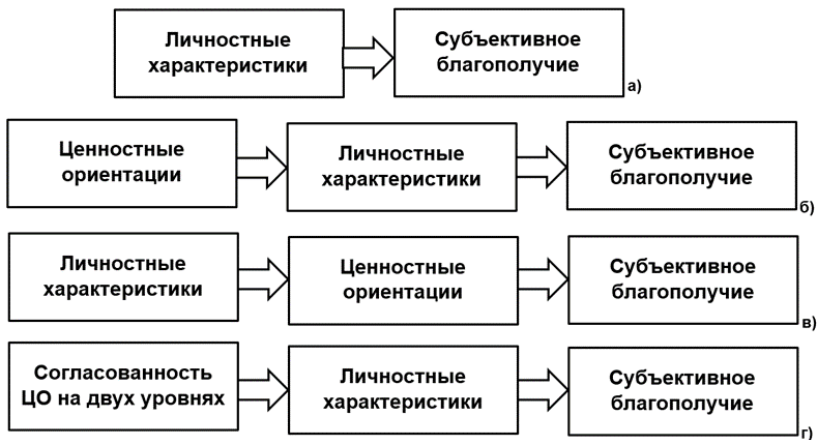 Личностные
характеристики
Субъективное
благополучие
а)
Ценностные
ориентации
Личностные
характеристики
Субъективное
благополучие
б)
Личностные
характеристики
Ценностные
ориентации
Субъективное
благополучие
в)
Согласованность
ЦО на двух уровнях
Личностные
характеристики
Субъективное
благополучие
г)